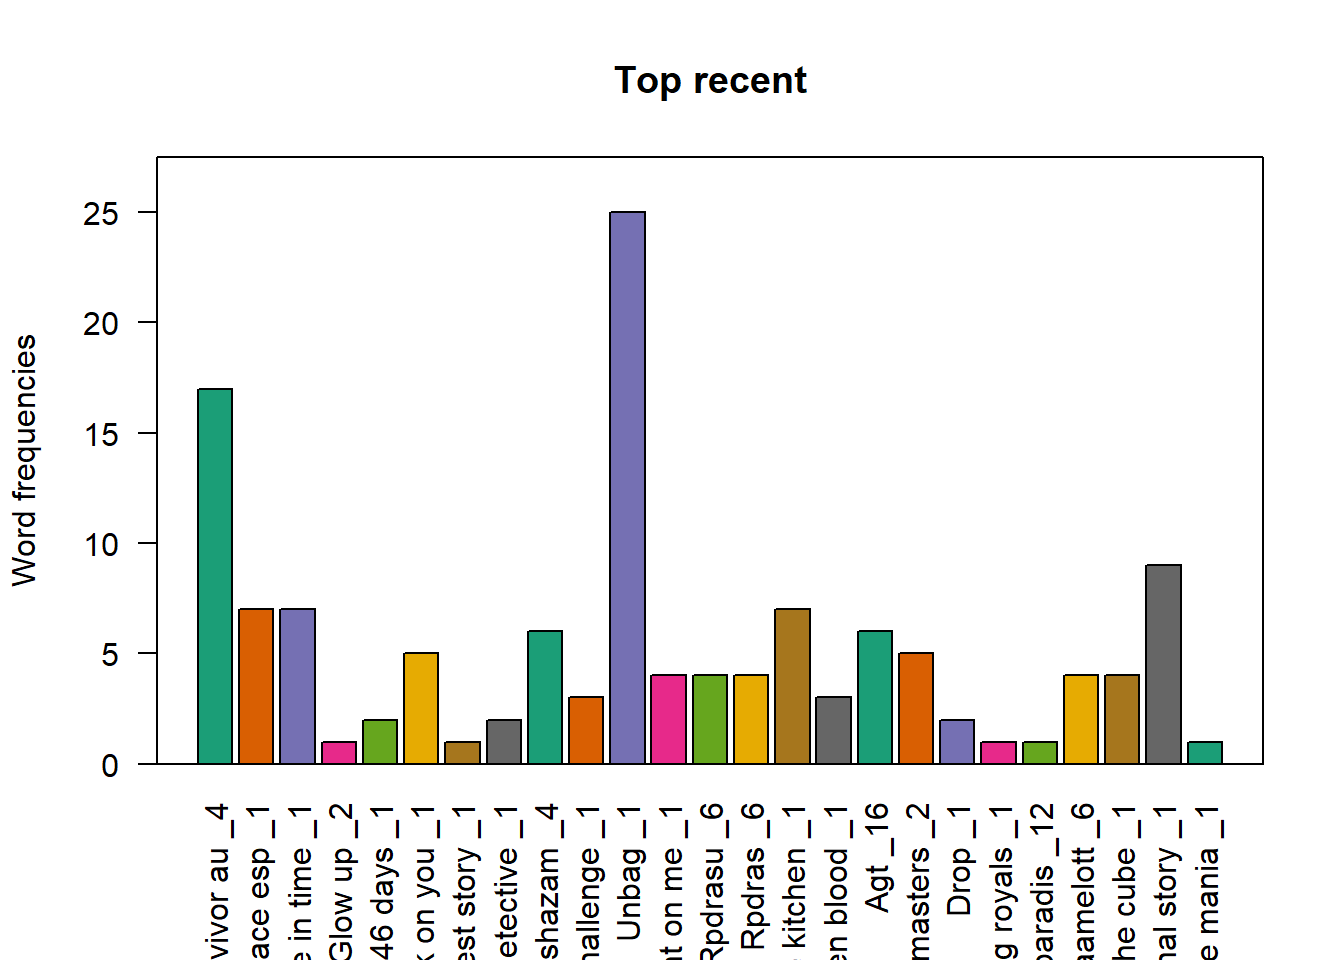 Top recent
Word frequencies
25
20
15
10
5
0
vivor au _4
ace esp _1
e in time _1
Glow up _2
46 days _1
k on you _1
est story _1
etective _1
shazam _4
hallenge _1
Unbag _1
nt on me _1
Rpdrasu _6
Rpdras _6
kitchen _1
en blood _1
Agt _16
masters _2
Drop _1
g royals _1
paradis _12
aamelott _6
he cube _1
nal story _1
e mania _1